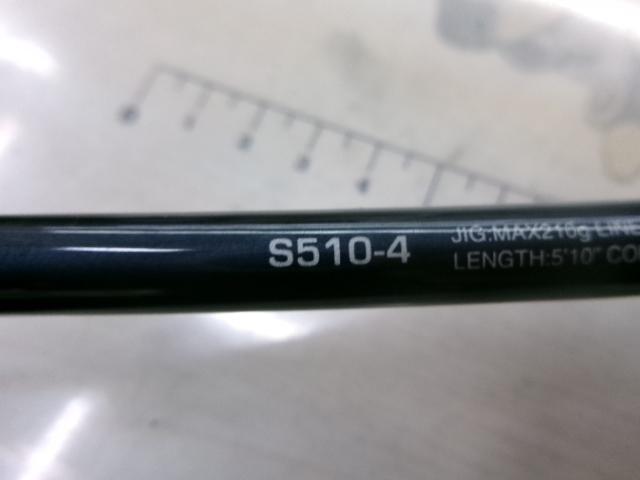 S510-4
JIG:MAX210g LINE
LENGTH:5'10"